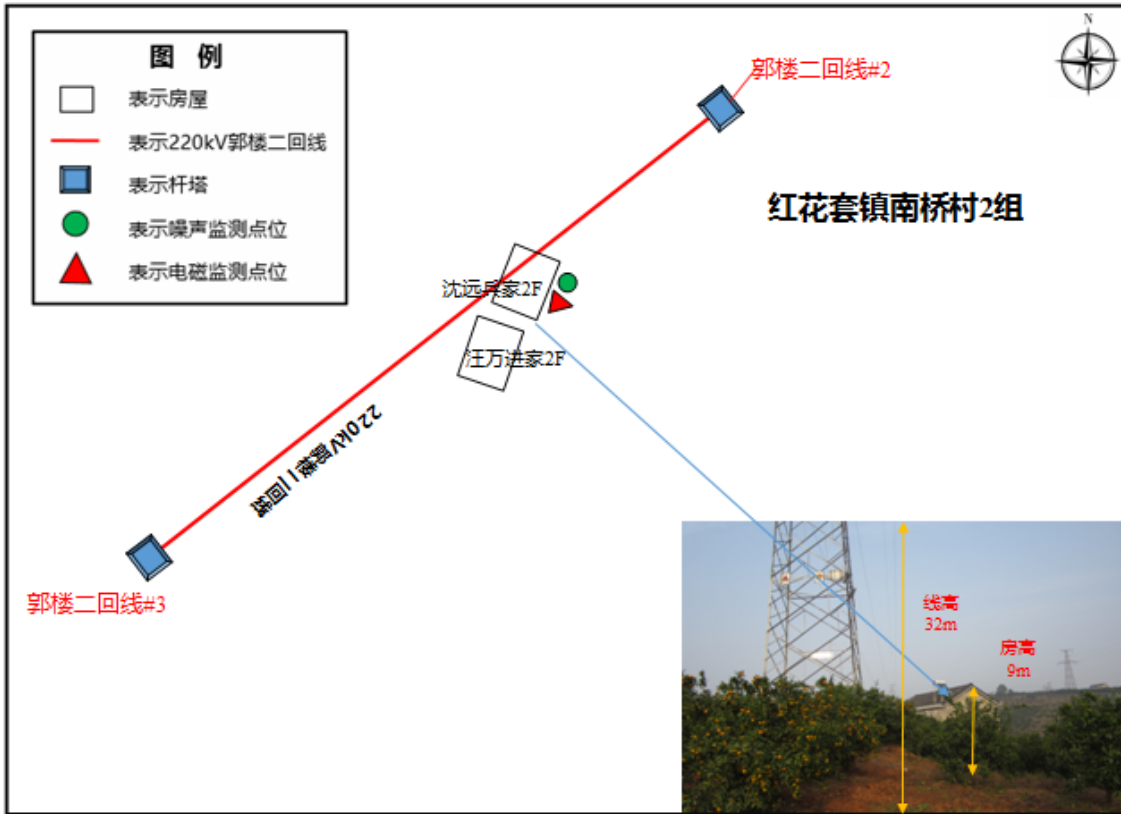 图 例
表示房屋
表示220kV郭楼二回线
表示杆塔
表示噪声监测点位
表示电磁监测点位
N
郭楼二回线#2
红花套镇南桥村2组
沈远兵家2F
汪万进家2F
220kV郭楼二回线
郭楼二回线#3
线高
32m
房高
9m